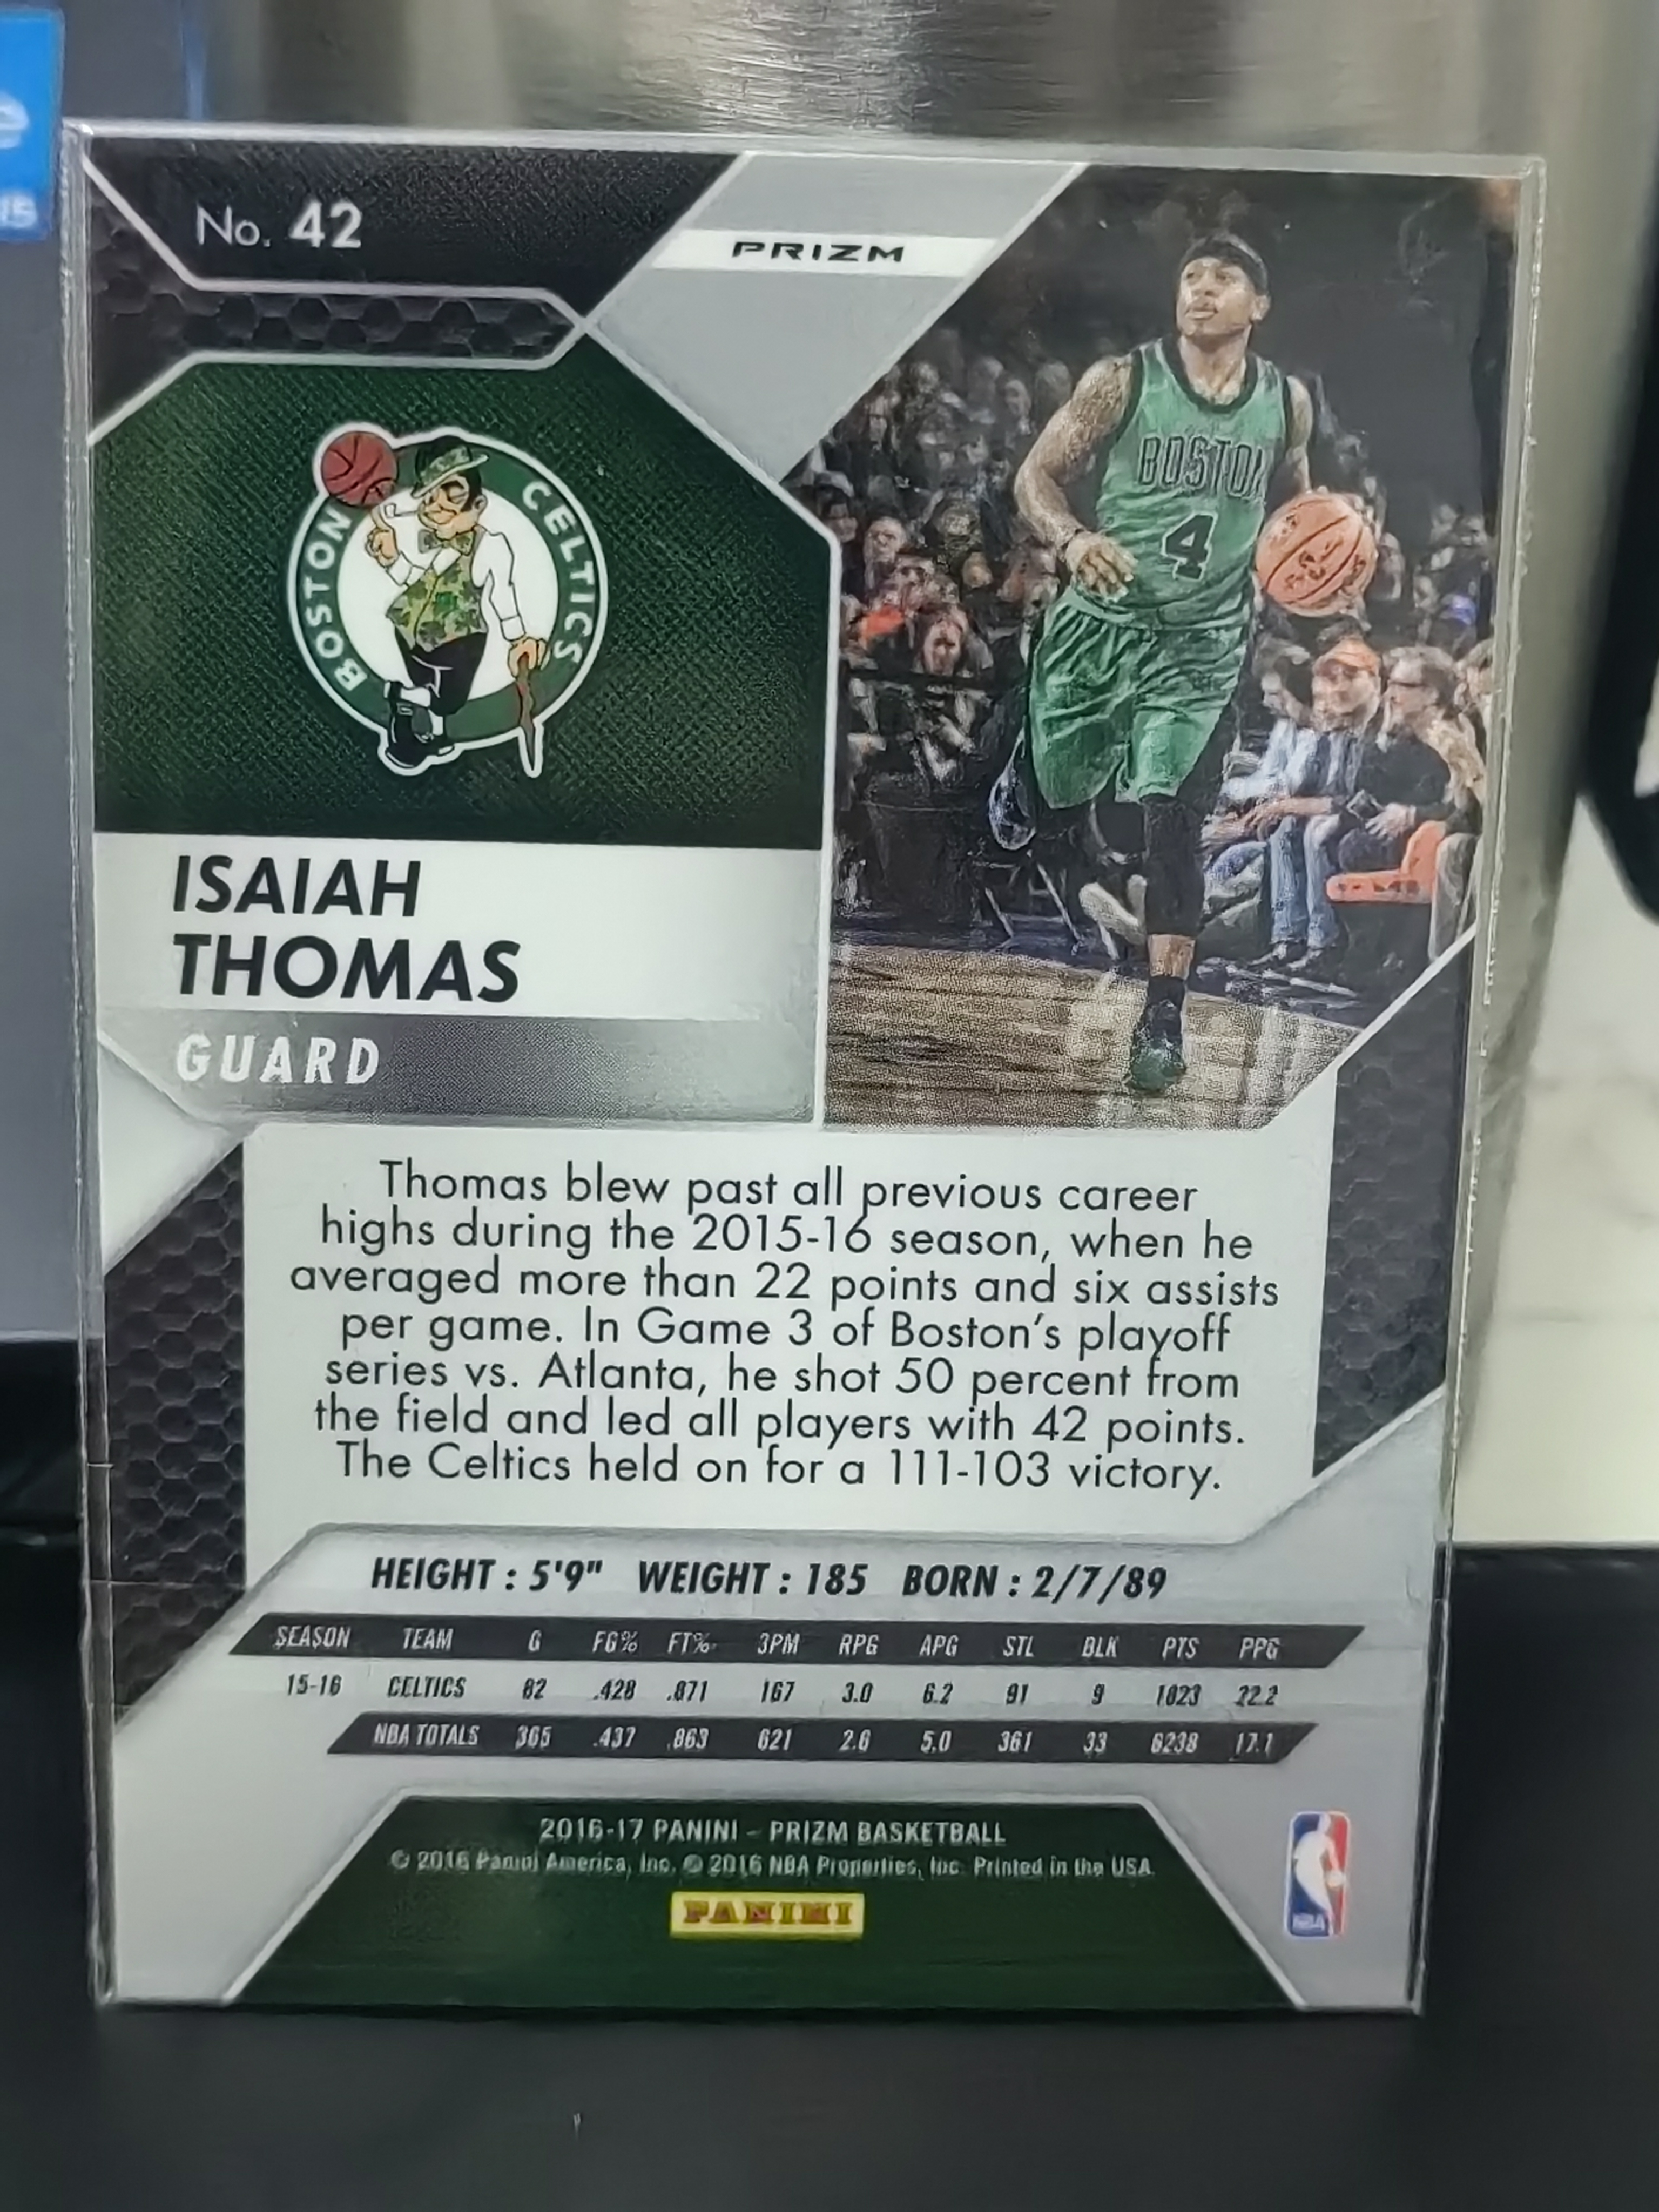 No. 42
PRIZM
BOSTON CELTICS
BOSTON
4
ISAIAH
THOMAS
GUARD
Thomas blew past all previous career
highs during the 2015-16 season, when he
averaged more than 22 points and six assists
per game. In Game 3 of Boston's playoff
series vs. Atlanta, he shot 50 percent from
the field and led all players with 42 points.
The Celtics held on for a 111-103 victory.
HEIGHT : 5'9" WEIGHT : 185 BORN : 2/7/89
SEASON TEAM G FG% FT% 3PM RPG APG STL BLK PTS PPG
15-16 CELTICS 82 .428 .871 167 3.0 6.2 91 9 1823 22.2
NBA TOTALS 365 .437 .863 621 2.6 5.0 361 33 6238 17.1
2016-17 PANINI - PRIZM BASKETBALL
© 2016 Panini America, Inc. © 2016 NBA Properties, Inc. Printed in the USA.
PANINI
NBA